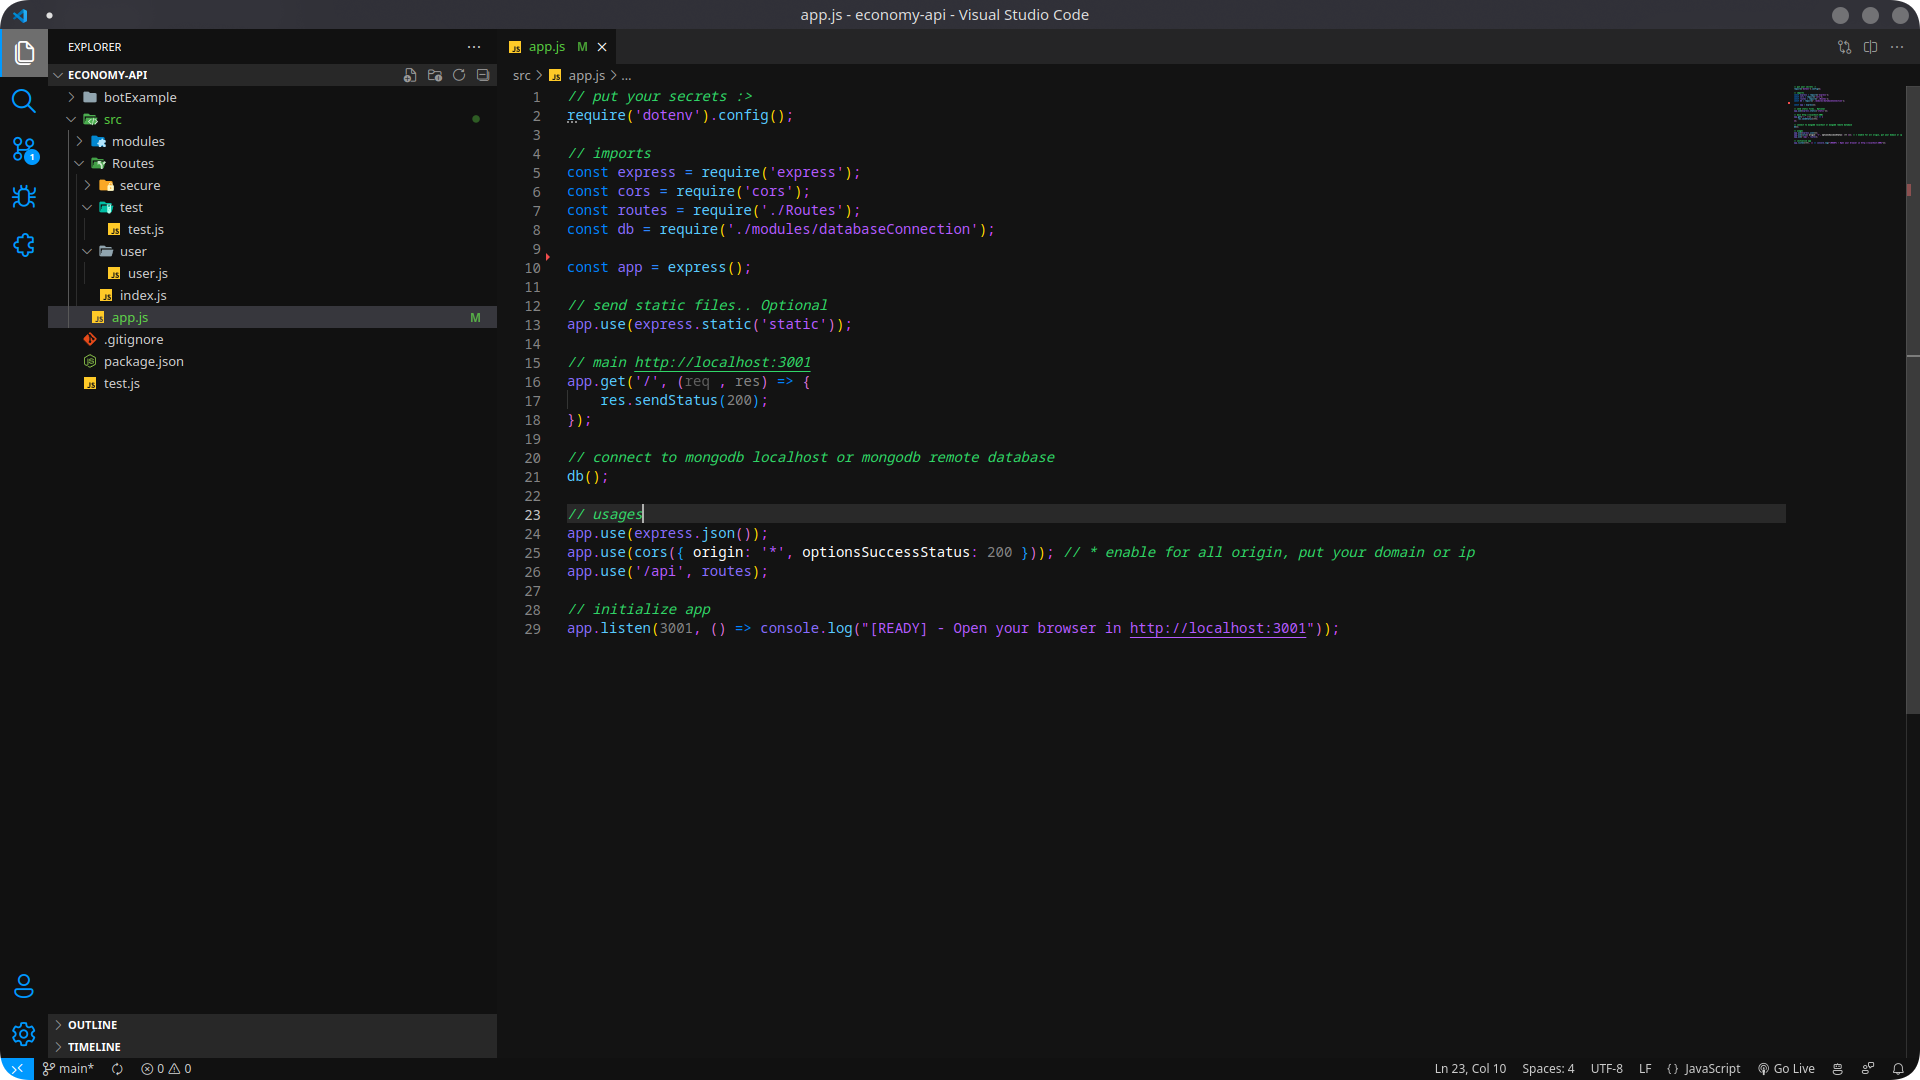 app.js - economy-api - Visual Studio Code
EXPLORER
ECONOMY-API
botExample
src
modules
Routes
secure
test
test.js
user
user.js
index.js
app.js M
.gitignore
package.json
test.js
OUTLINE
TIMELINE
app.js M
src > app.js > ...
1 // put your secrets :>
2 require('dotenv').config();
3
4 // imports
5 const express = require('express');
6 const cors = require('cors');
7 const routes = require('./Routes');
8 const db = require('./modules/databaseConnection');
9
10 const app = express();
11
12 // send static files.. Optional
13 app.use(express.static('static'));
14
15 // main http://localhost:3001
16 app.get('/', (req , res) => {
17 res.sendStatus(200);
18 });
19
20 // connect to mongodb localhost or mongodb remote database
21 db();
22
23 // usages
24 app.use(express.json());
25 app.use(cors({ origin: '*', optionsSuccessStatus: 200 })); // * enable for all origin, put your domain or ip
26 app.use('/api', routes);
27
28 // initialize app
29 app.listen(3001, () => console.log("[READY] - Open your browser in http://localhost:3001"));
1
main* 0 0 Ln 23, Col 10 Spaces: 4 UTF-8 LF {} JavaScript Go Live